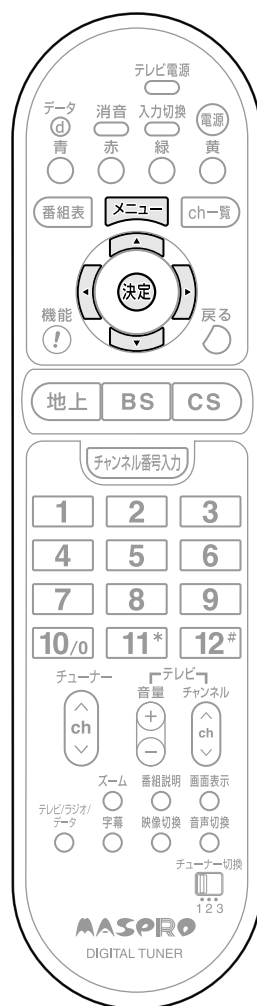 テレビ電源
データ 消音 入力切換 電源
d
青 赤 緑 黄
番組表 メニュー ch一覧
決定
機能 戻る
!
地上 BS CS
チャンネル番号入力
1 2 3
4 5 6
7 8 9
10/0 11* 12#
チューナー テレビ
音量 チャンネル
ch + ch
−
ズーム 番組説明 画面表示
テレビ/ラジオ/
データ 字幕 映像切換 音声切換
チューナー切換
1 2 3
MASPRO
DIGITAL TUNER